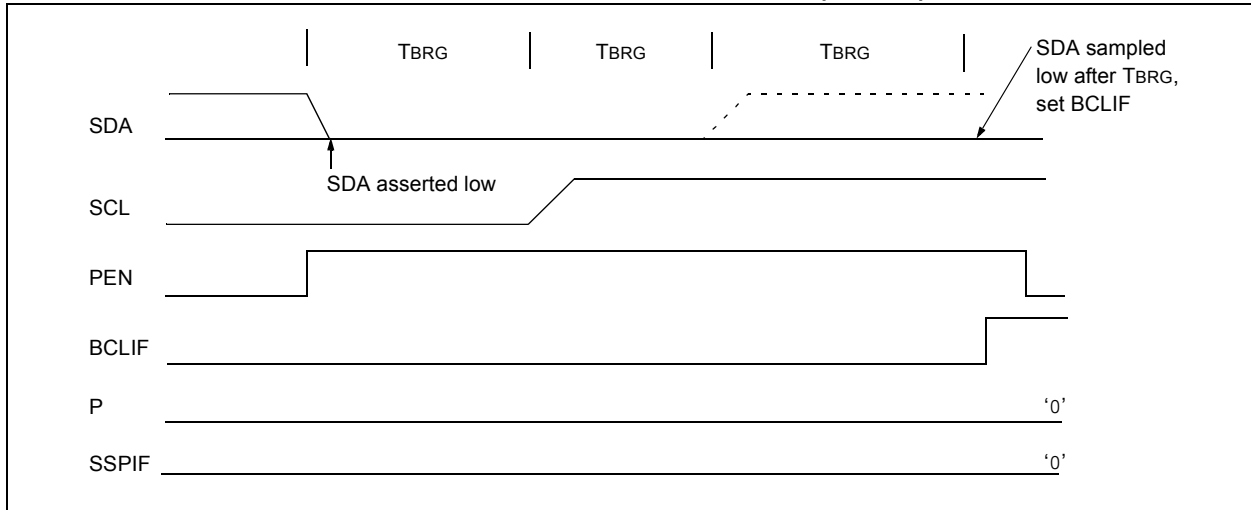 TBRG TBRG TBRG
SDA sampled
low after TBRG,
set BCLIF
SDA
SDA asserted low
SCL
PEN
BCLIF
P
'0'
SSPIF
'0'